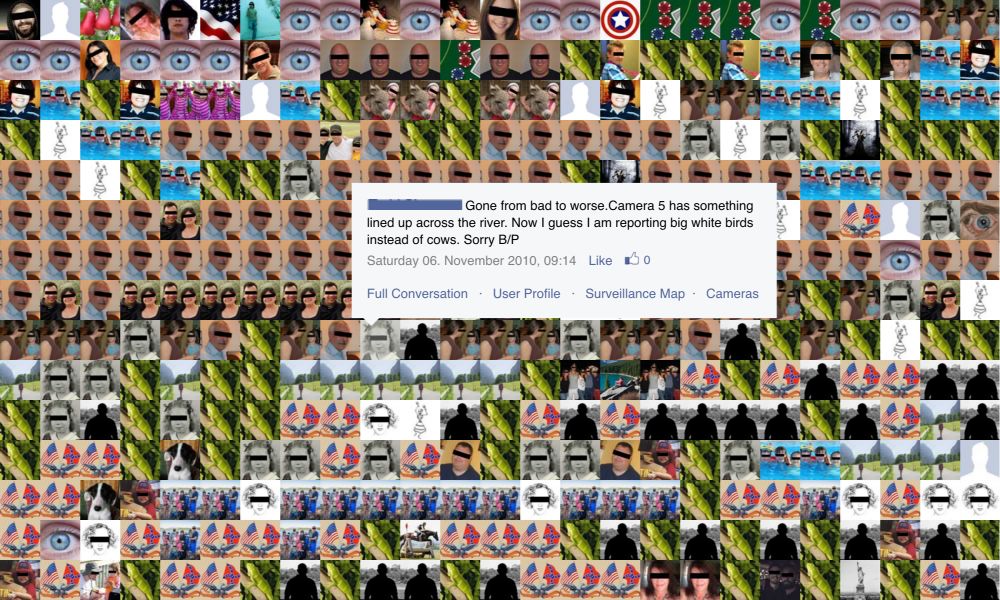 Gone from bad to worse.Camera 5 has something
lined up across the river. Now I guess I am reporting big white birds
instead of cows. Sorry B/P
Saturday 06. November 2010, 09:14 Like 0
Full Conversation · User Profile · Surveillance Map · Cameras